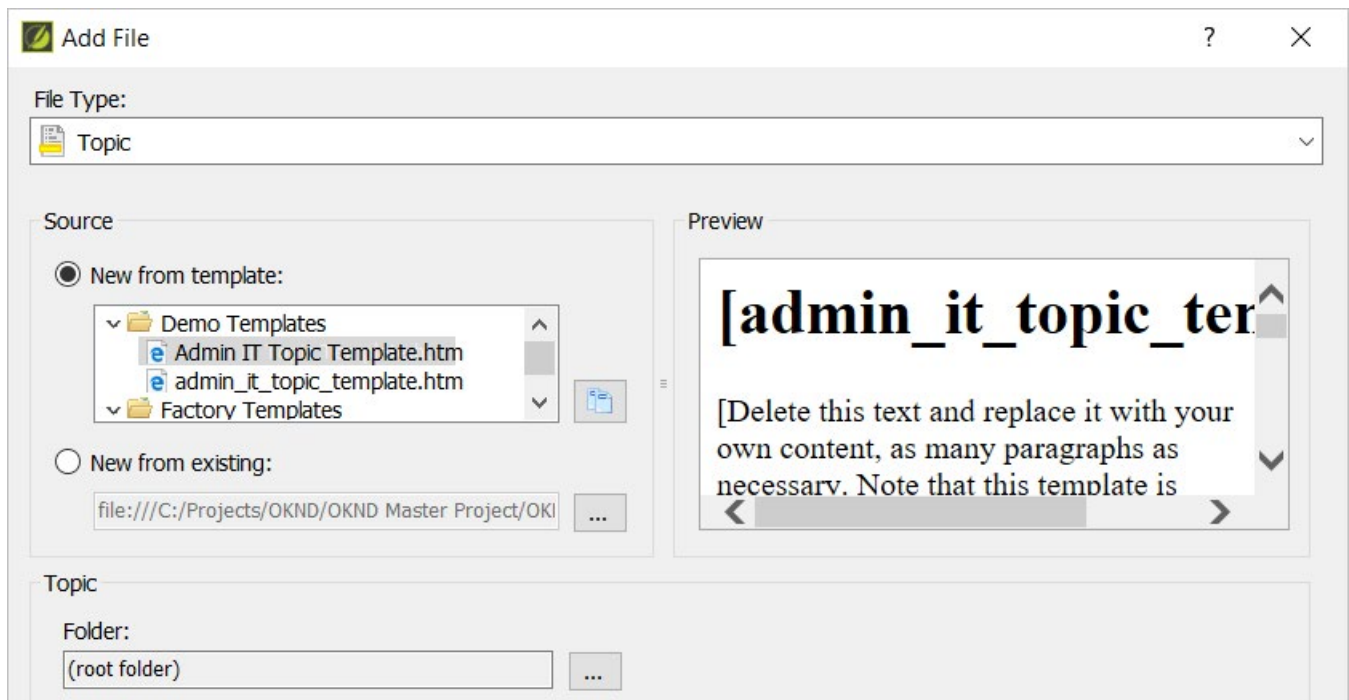 Add File
?
File Type:
Topic
Source
New from template:
Demo Templates
Admin IT Topic Template.htm
admin_it_topic_template.htm
Factory Templates
New from existing:
file:///C:/Projects/OKND/OKND Master Project/OKI
...
Preview
[admin_it_topic_ten
[Delete this text and replace it with your
own content, as many paragraphs as
necessary. Note that this template is
Topic
Folder:
(root folder)
...